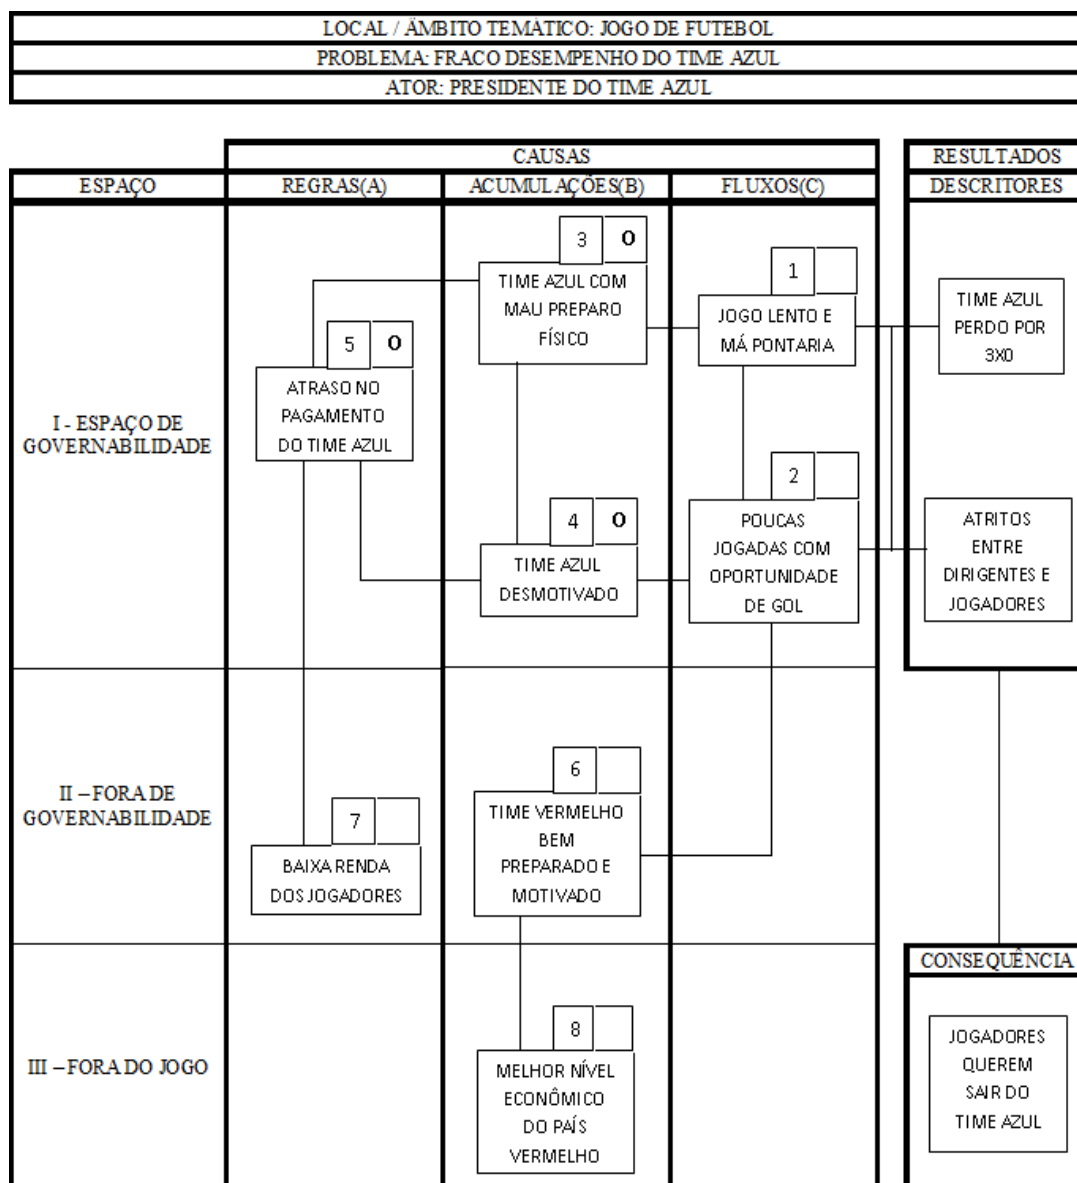 LOCAL / ÂMBITO TEMÁTICO: JOGO DE FUTEBOL
PROBLEMA: FRACO DESEMPENHO DO TIME AZUL
ATOR: PRESIDENTE DO TIME AZUL
CAUSAS
RESULTADOS
ESPAÇO
REGRAS(A)
ACUMULAÇÕES(B)
FLUXOS(C)
DESCRITORES
I - ESPAÇO DE
GOVERNABILIDADE
5 O
ATRASO NO
PAGAMENTO
DO TIME AZUL
3 O
TIME AZUL COM
MAU PREPARO
FÍSICO
4 O
TIME AZUL
DESMOTIVADO
1
JOGO LENTO E
MÁ PONTARIA
2
POUCAS
JOGADAS COM
OPORTUNIDADE
DE GOL
TIME AZUL
PERDO POR
3X0
ATRITOS
ENTRE
DIRIGENTES E
JOGADORES
II – FORA DE
GOVERNABILIDADE
7
BAIXA RENDA
DOS JOGADORES
6
TIME VERMELHO
BEM
PREPARADO E
MOTIVADO
III – FORA DO JOGO
8
MELHOR NÍVEL
ECONÔMICO
DO PAÍS
VERMELHO
CONSEQUÊNCIA
JOGADORES
QUEREM
SAIR DO
TIME AZUL